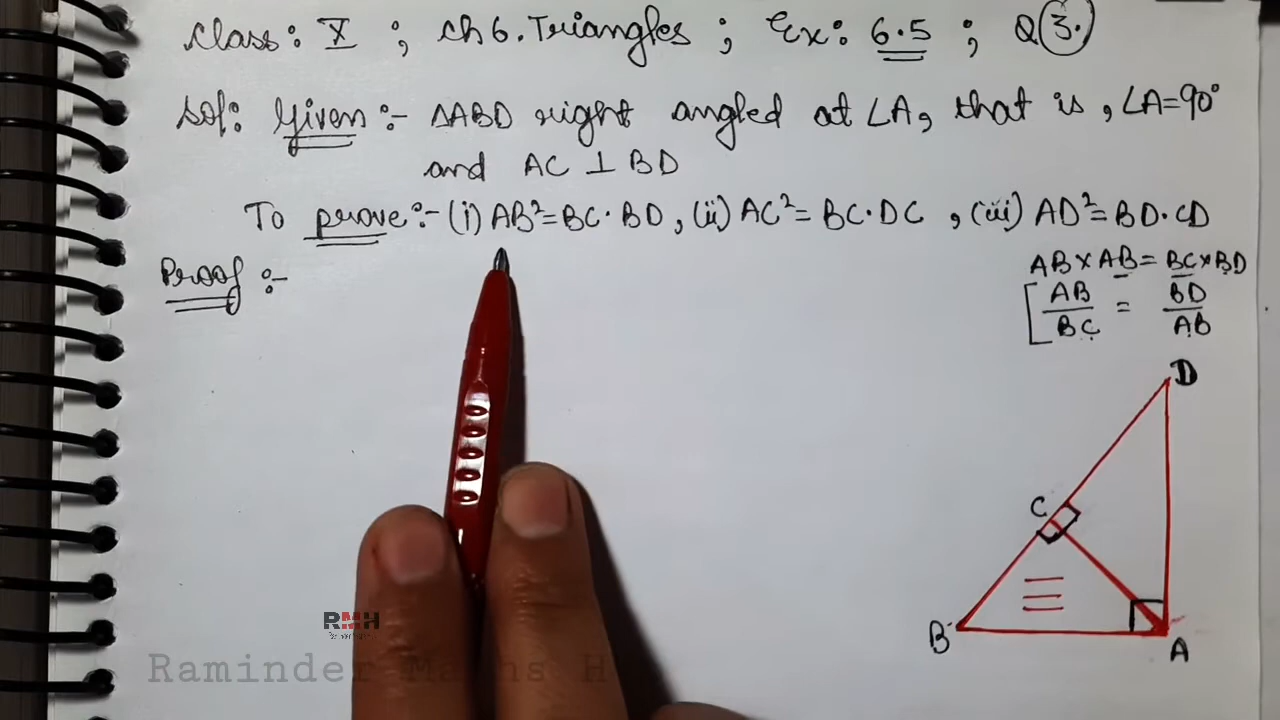 Class: X ; Ch 6. Triangles ; Ex: 6.5 ; Q 3.
Sol: Given :- ΔABD right angled at ∠A, that is, ∠A=90°
and AC ⊥ BD
To prove :- (i) AB²=BC·BD, (ii) AC²= BC·DC , (iii) AD²=BD·CD
Proof :-
AB×AB= BC×BD
[ AB/BC = BD/AB
D
C
B
A
RMH
Raminder Maths H